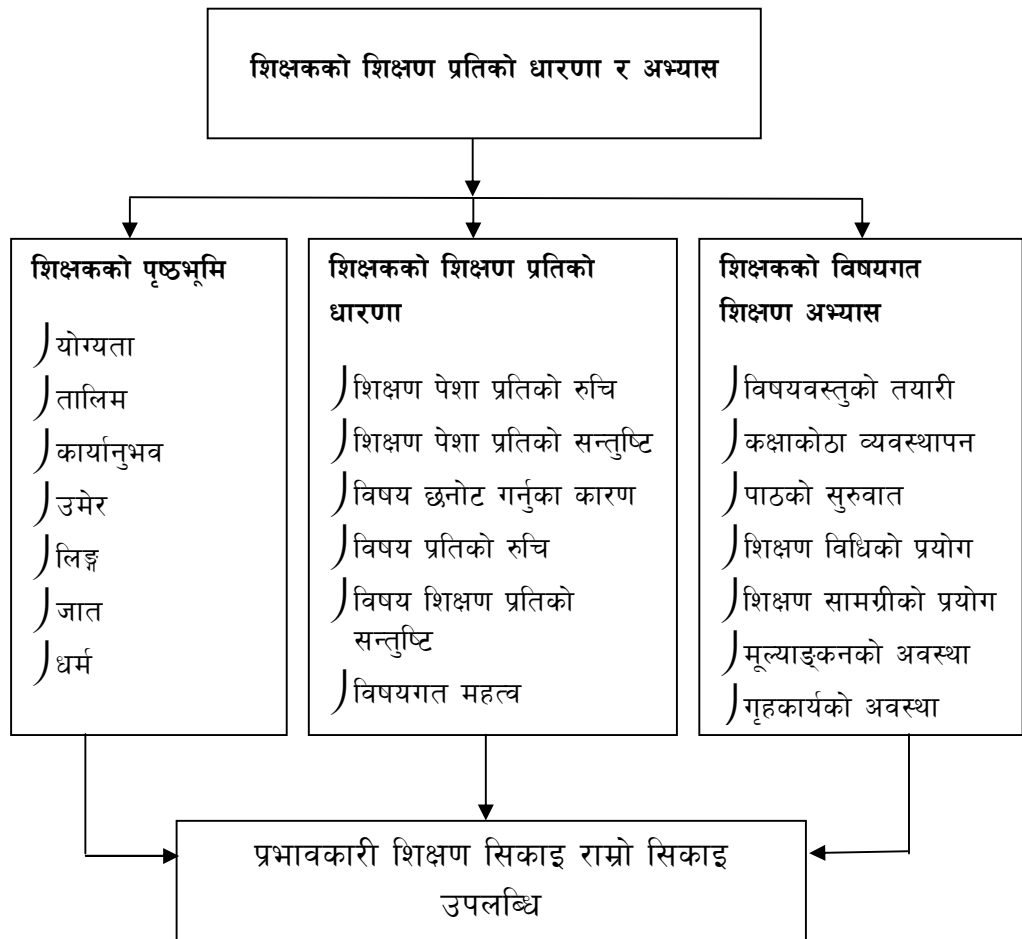 शिक्षकको शिक्षण प्रतिको धारणा र अभ्यास
शिक्षकको पृष्ठभूमि
योग्यता
तालिम
कार्यानुभव
उमेर
लिङ्ग
जात
धर्म
शिक्षकको शिक्षण प्रतिको
धारणा
शिक्षण पेशा प्रतिको रुचि
शिक्षण पेशा प्रतिको सन्तुष्टि
विषय छनोट गर्नुका कारण
विषय प्रतिको रुचि
विषय शिक्षण प्रतिको
सन्तुष्टि
विषयगत महत्व
शिक्षकको विषयगत
शिक्षण अभ्यास
विषयवस्तुको तयारी
कक्षाकोठा व्यवस्थापन
पाठको सुरुवात
शिक्षण विधिको प्रयोग
शिक्षण सामग्रीको प्रयोग
मूल्याङ्कनको अवस्था
गृहकार्यको अवस्था
प्रभावकारी शिक्षण सिकाइ राम्रो सिकाइ
उपलब्धि